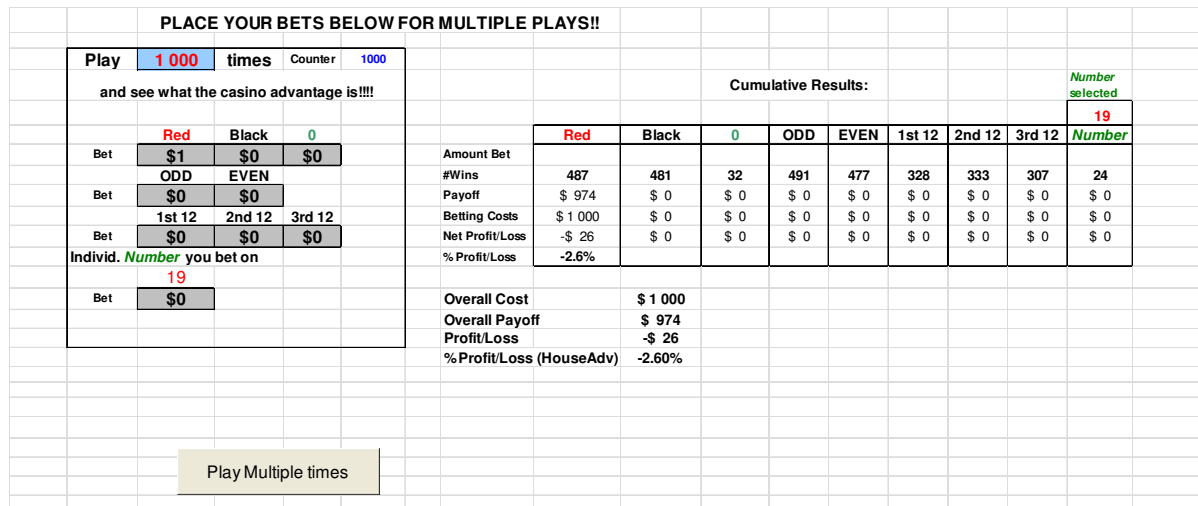 PLACE YOUR BETS BELOW FOR MULTIPLE PLAYS!!
Play 1 000 times Counter 1000
and see what the casino advantage is!!!!
Red Black 0
Bet $1 $0 $0
ODD EVEN
Bet $0 $0
1st 12 2nd 12 3rd 12
Bet $0 $0 $0
Individ. Number you bet on
19
Bet $0
Cumulative Results:
Number
selected
19
Red Black 0 ODD EVEN 1st 12 2nd 12 3rd 12 Number
Amount Bet
#Wins 487 481 32 491 477 328 333 307 24
Payoff $ 974 $ 0 $ 0 $ 0 $ 0 $ 0 $ 0 $ 0 $ 0
Betting Costs $ 1 000 $ 0 $ 0 $ 0 $ 0 $ 0 $ 0 $ 0 $ 0
Net Profit/Loss -$ 26 $ 0 $ 0 $ 0 $ 0 $ 0 $ 0 $ 0 $ 0
% Profit/Loss -2.6%
Overall Cost $ 1 000
Overall Payoff $ 974
Profit/Loss -$ 26
% Profit/Loss (HouseAdv) -2.60%
Play Multiple times